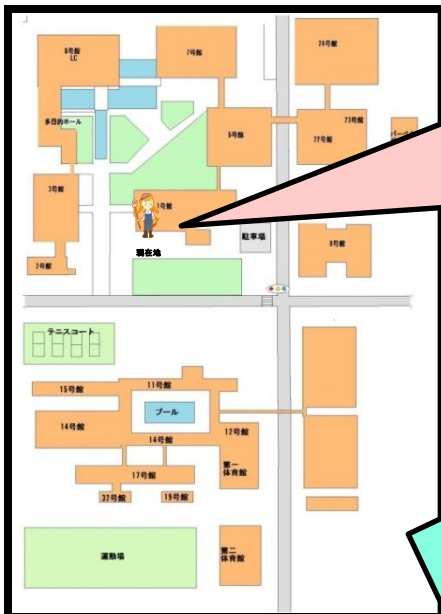 8号館
LC
7号館
24号館
多目的ホール
6号館
23号館
22号館
3号館
1号館
現在地
駐車場
9号館
2号館
テニスコート
15号館
11号館
プール
14号館
14号館
12号館
17号館
第一
体育館
32号館
19号館
運動場
第二
体育館